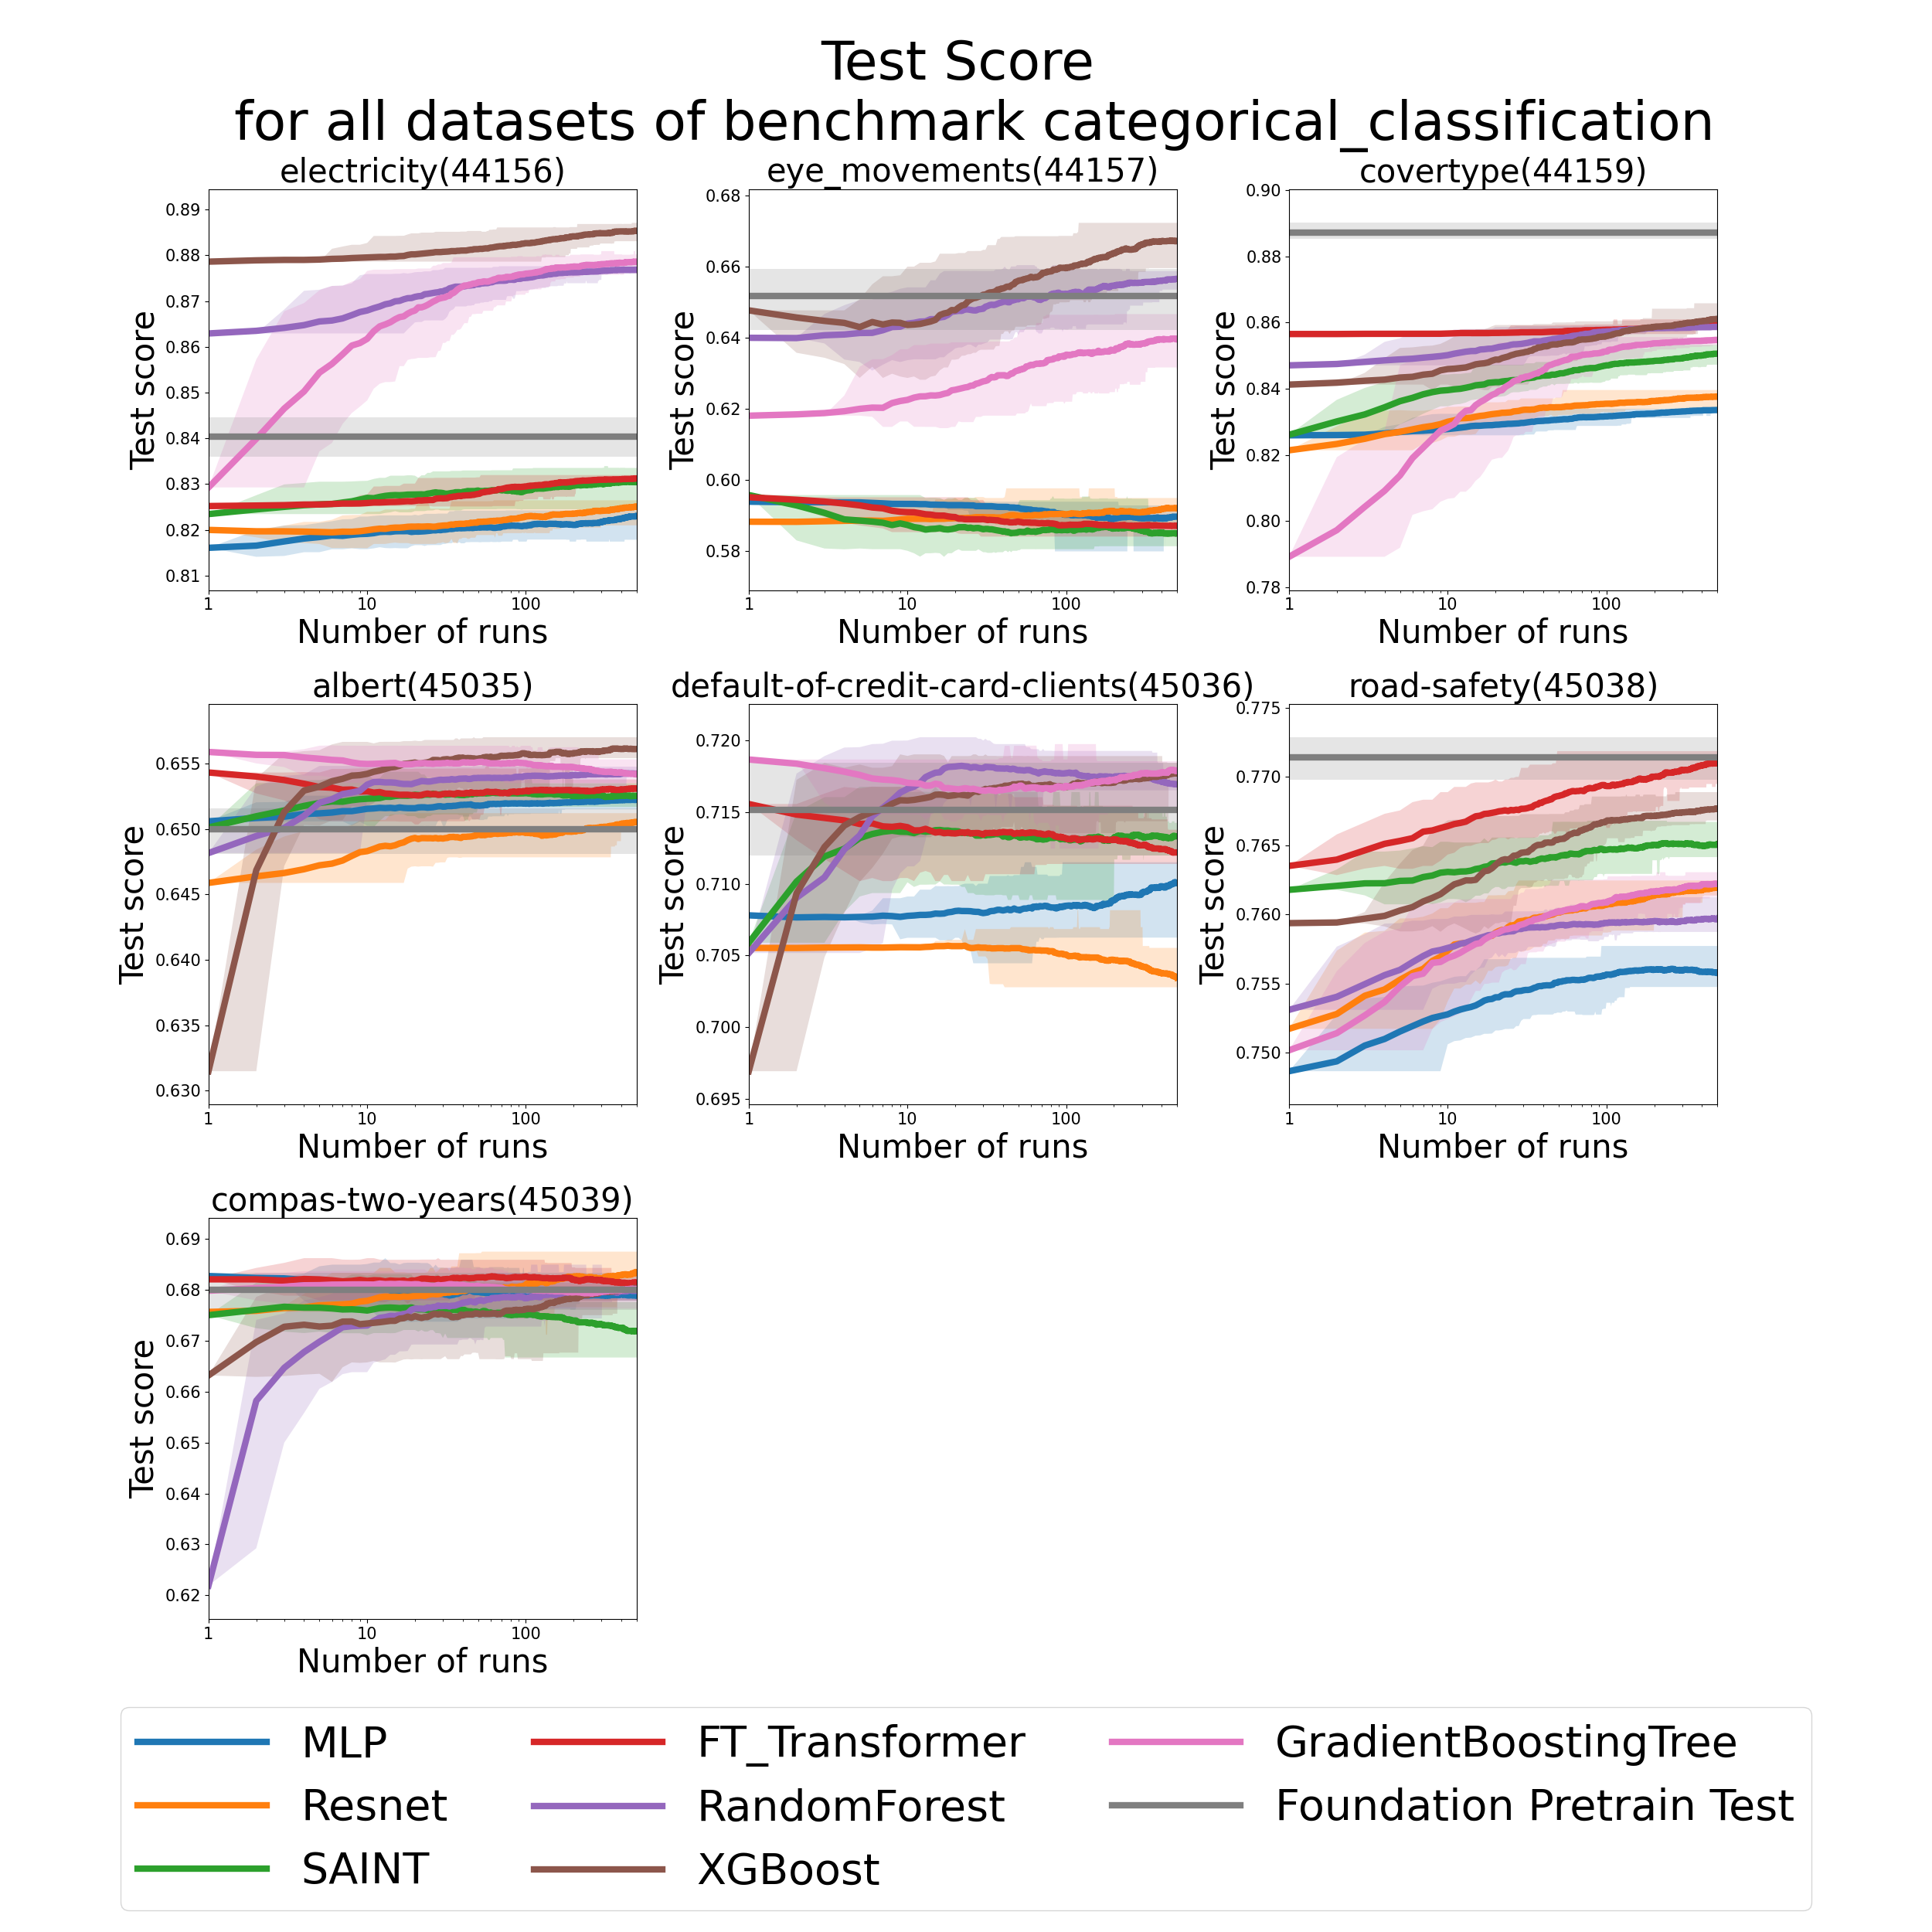 Test Score
for all datasets of benchmark categorical_classification
electricity(44156)
eye_movements(44157)
covertype(44159)
0.89
0.88
0.87
0.86
0.85
0.84
0.83
0.82
0.81
Test score
1
10
100
Number of runs
0.68
0.66
0.64
0.62
0.60
0.58
Test score
1
10
100
Number of runs
0.90
0.88
0.86
0.84
0.82
0.80
0.78
Test score
1
10
100
Number of runs
albert(45035)
default-of-credit-card-clients(45036)
road-safety(45038)
0.655
0.650
0.645
0.640
0.635
0.630
Test score
1
10
100
Number of runs
0.720
0.715
0.710
0.705
0.700
0.695
Test score
1
10
100
Number of runs
0.775
0.770
0.765
0.760
0.755
0.750
Test score
1
10
100
Number of runs
compas-two-years(45039)
0.69
0.68
0.67
0.66
0.65
0.64
0.63
0.62
Test score
1
10
100
Number of runs
MLP
Resnet
SAINT
FT_Transformer
RandomForest
XGBoost
GradientBoostingTree
Foundation Pretrain Test